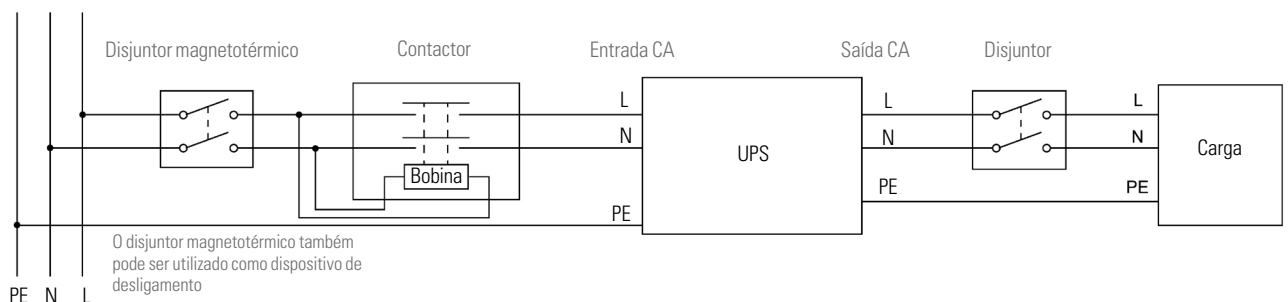 Disjuntor magnetotérmico
Contactor
Entrada CA
Saída CA
Disjuntor
L
L
L
N
N
N
UPS
Carga
Bobina
PE
PE
PE
O disjuntor magnetotérmico também
pode ser utilizado como dispositivo de
desligamento
PE N L